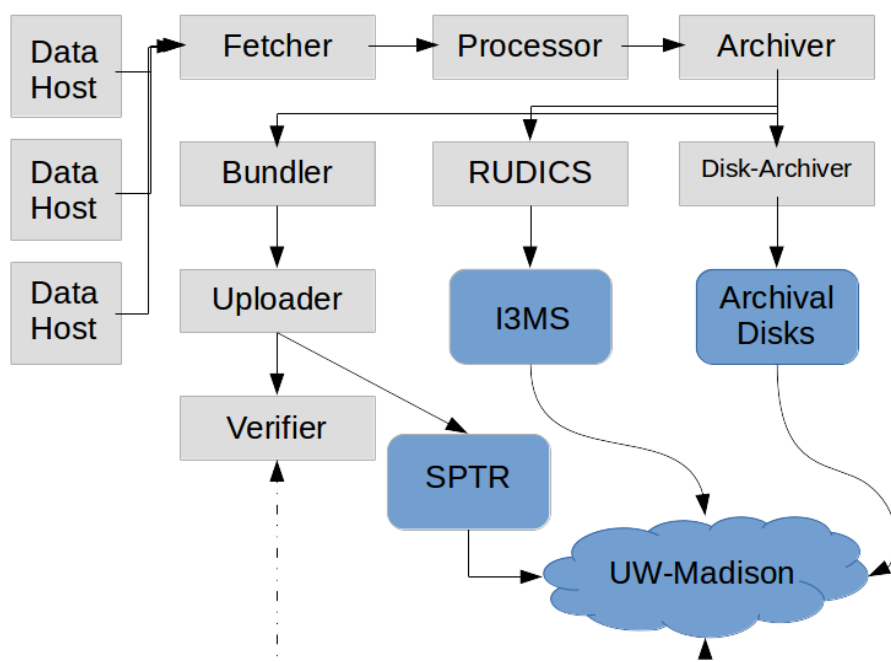 Data
Host
Fetcher
Processor
Archiver
Data
Host
Bundler
RUDICS
Disk-Archiver
Data
Host
Uploader
I3MS
Archival
Disks
Verifier
SPTR
UW-Madison